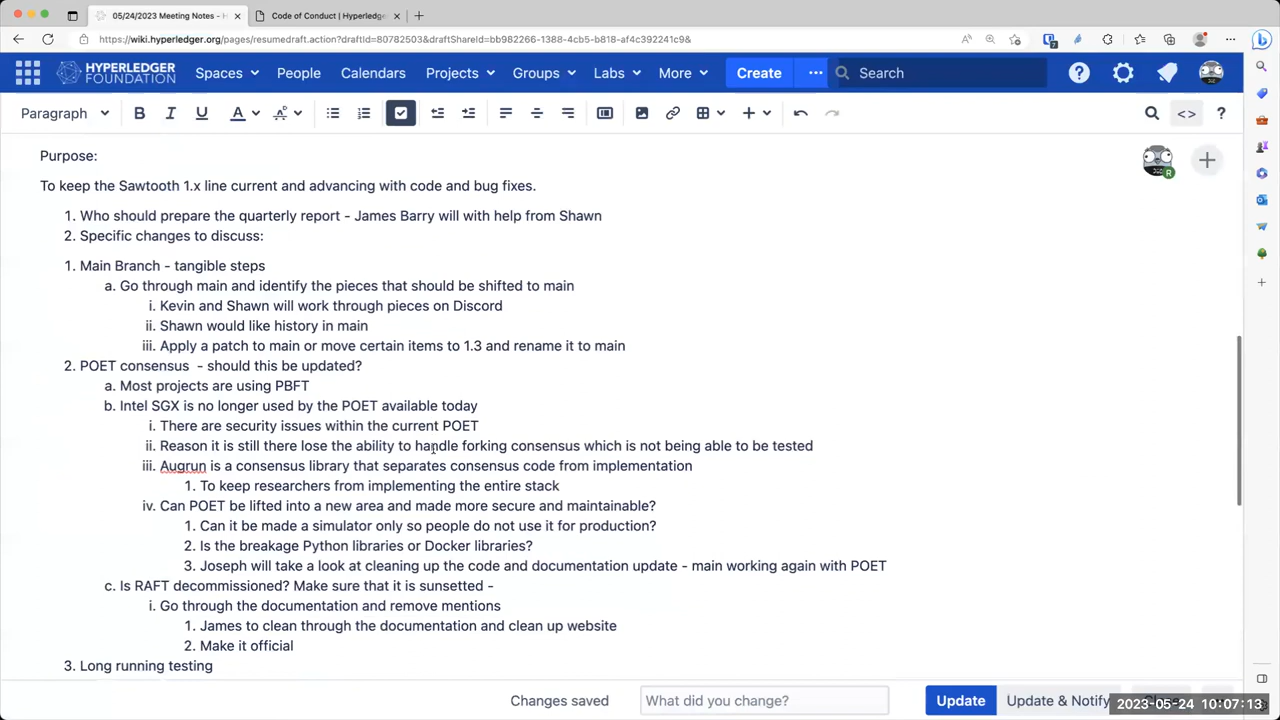 05/24/2023 Meeting Notes - H
Code of Conduct | Hyperledge
https://wiki.hyperledger.org/pages/resumedraft.action?draftId=80782503&draftShareId=bb982266-1388-4cb5-b818-af4c392241c9&
HYPERLEDGER FOUNDATION
Spaces
People
Calendars
Projects
Groups
Labs
More
Create
Search
Paragraph
Purpose:
To keep the Sawtooth 1.x line current and advancing with code and bug fixes.
1. Who should prepare the quarterly report - James Barry will with help from Shawn
2. Specific changes to discuss:
1. Main Branch - tangible steps
a. Go through main and identify the pieces that should be shifted to main
i. Kevin and Shawn will work through pieces on Discord
ii. Shawn would like history in main
iii. Apply a patch to main or move certain items to 1.3 and rename it to main
2. POET consensus - should this be updated?
a. Most projects are using PBFT
b. Intel SGX is no longer used by the POET available today
i. There are security issues within the current POET
ii. Reason it is still there lose the ability to handle forking consensus which is not being able to be tested
iii. Augrun is a consensus library that separates consensus code from implementation
1. To keep researchers from implementing the entire stack
iv. Can POET be lifted into a new area and made more secure and maintainable?
1. Can it be made a simulator only so people do not use it for production?
2. Is the breakage Python libraries or Docker libraries?
3. Joseph will take a look at cleaning up the code and documentation update - main working again with POET
c. Is RAFT decommissioned? Make sure that it is sunsetted -
i. Go through the documentation and remove mentions
1. James to clean through the documentation and clean up website
2. Make it official
3. Long running testing
Changes saved
What did you change?
Update
Update & Notify
2023-05-24 10:07:13